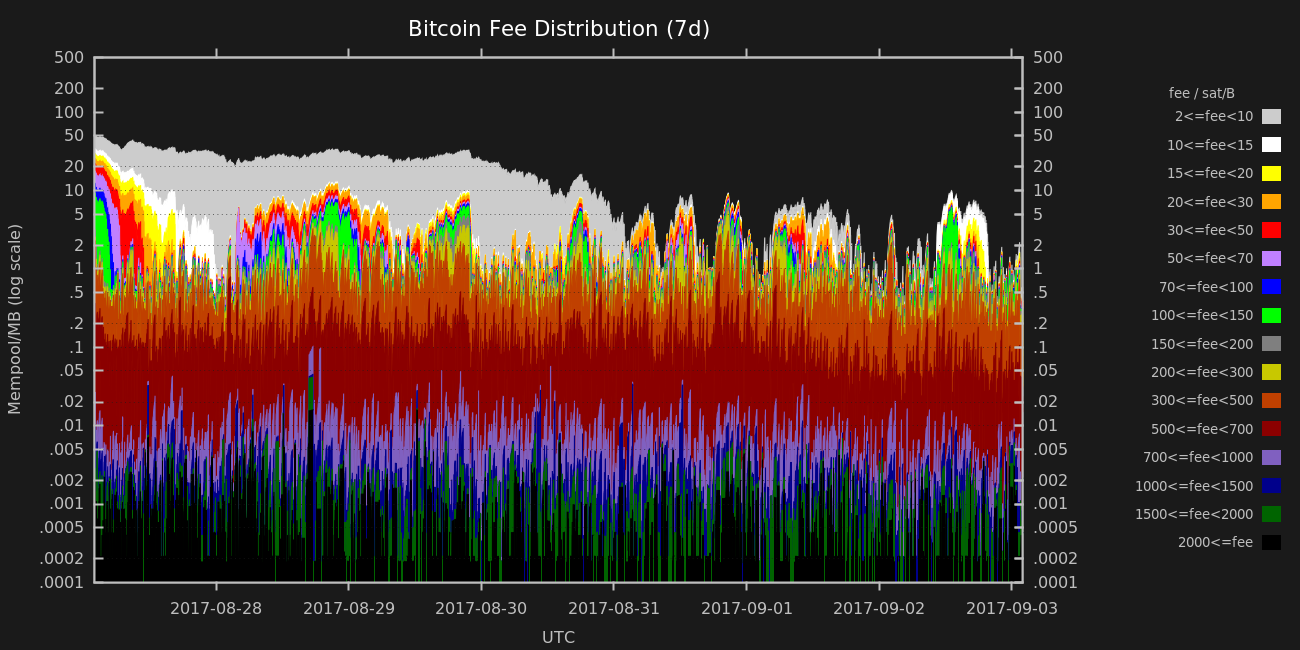 Bitcoin Fee Distribution (7d)
500
200
100
50
20
10
5
2
1
.5
.2
.1
.05
.02
.01
.005
.002
.001
.0005
.0002
.0001
Mempool/MB (log scale)
500
200
100
50
20
10
5
2
1
.5
.2
.1
.05
.02
.01
.005
.002
.001
.0005
.0002
.0001
fee / sat/B
2<=fee<10
10<=fee<15
15<=fee<20
20<=fee<30
30<=fee<50
50<=fee<70
70<=fee<100
100<=fee<150
150<=fee<200
200<=fee<300
300<=fee<500
500<=fee<700
700<=fee<1000
1000<=fee<1500
1500<=fee<2000
2000<=fee
2017-08-28 2017-08-29 2017-08-30 2017-08-31 2017-09-01 2017-09-02 2017-09-03
UTC